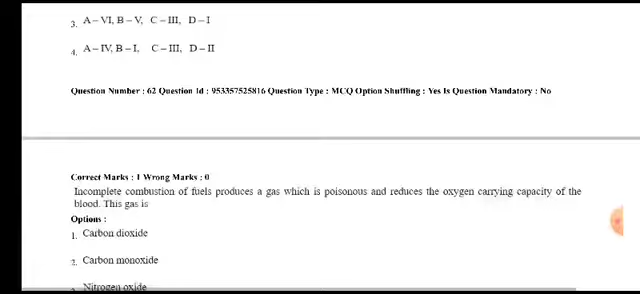 3. A – VI, B – V, C – III, D – I
4. A – IV, B – I, C – III, D – II
Question Number : 62 Question Id : 953357525816 Question Type : MCQ Option Shuffling : Yes Is Question Mandatory : No
Correct Marks : 1 Wrong Marks : 0
Incomplete combustion of fuels produces a gas which is poisonous and reduces the oxygen carrying capacity of the
blood. This gas is
Options :
1. Carbon dioxide
2. Carbon monoxide
Nitrogen oxide